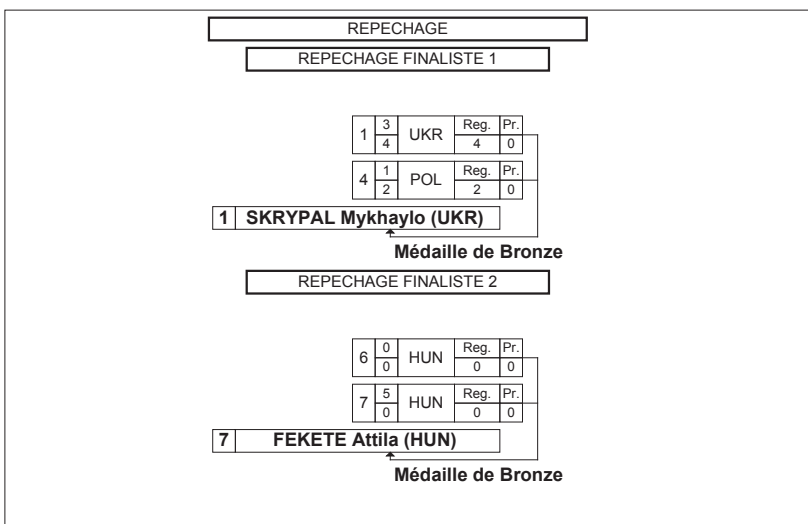 REPECHAGE
REPECHAGE FINALISTE 1
1 3 UKR Reg. Pr.
4 4 0
4 1 POL Reg. Pr.
2 2 0
1 SKRYPAL Mykhaylo (UKR)
Médaille de Bronze
REPECHAGE FINALISTE 2
6 0 HUN Reg. Pr.
0 0 0
7 5 HUN Reg. Pr.
0 0 0
7 FEKETE Attila (HUN)
Médaille de Bronze